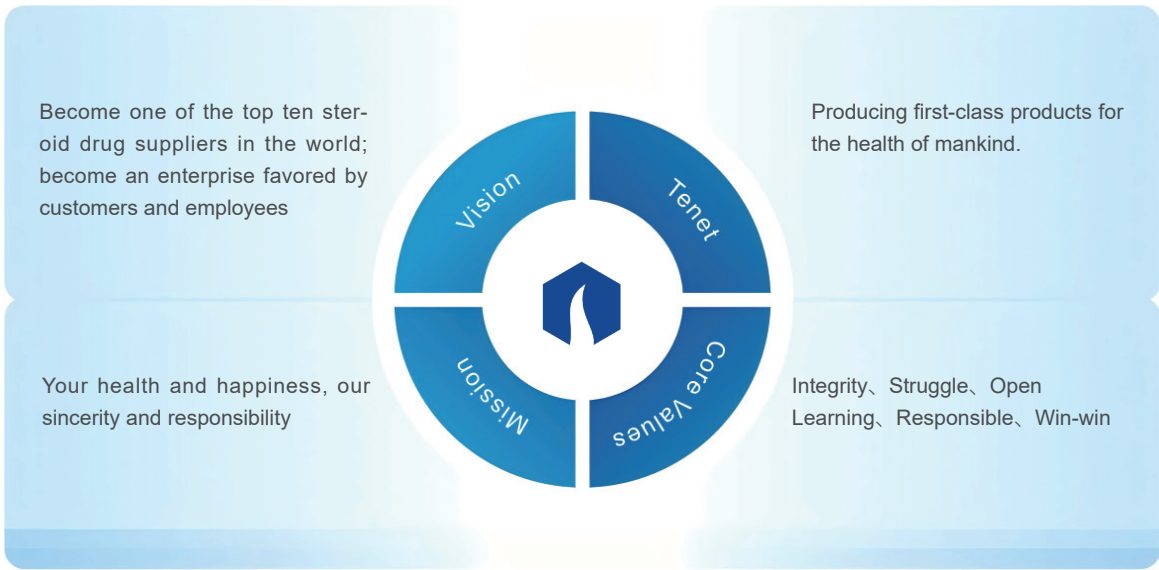 Become one of the top ten ster-
oid drug suppliers in the world;
become an enterprise favored by
customers and employees
Vision
Tenet
Producing first-class products for
the health of mankind.
Your health and happiness, our
sincerity and responsibility
Mission
Core Values
Integrity、Struggle、Open
Learning、Responsible、Win-win